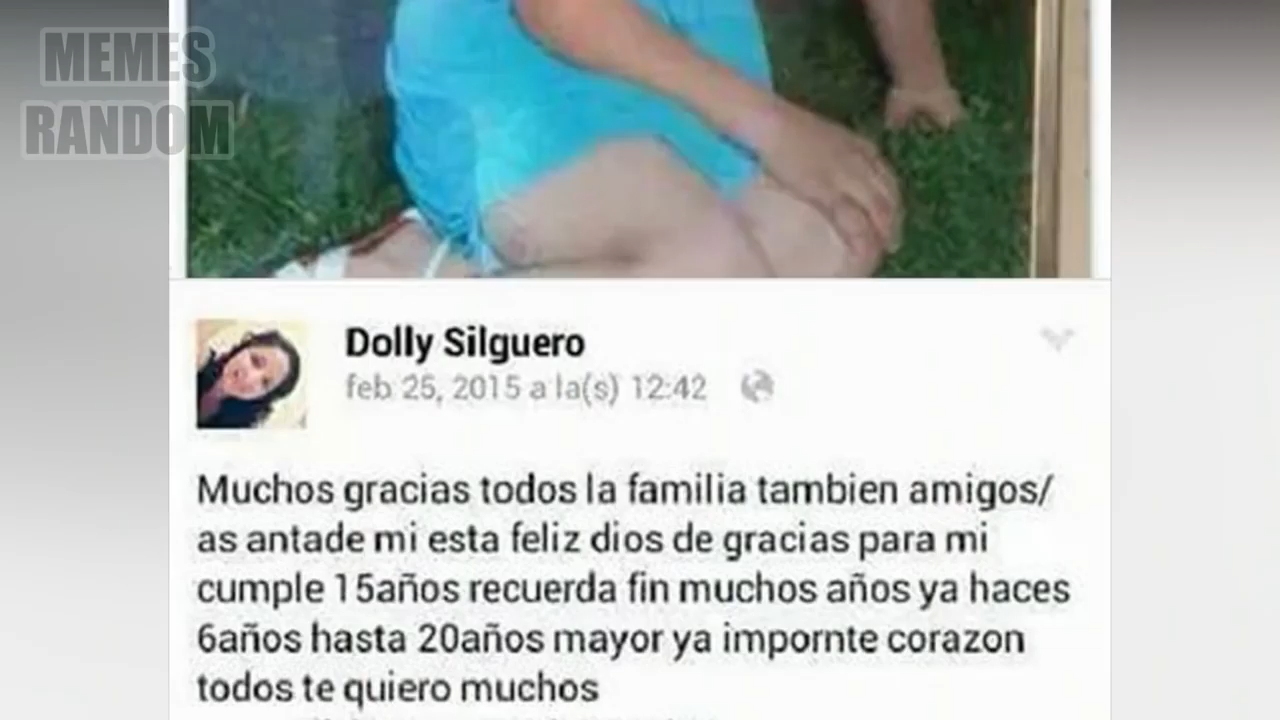 MEMES
RANDOM
Dolly Silguero
feb 25, 2015 a la(s) 12:42
Muchos gracias todos la familia tambien amigos/
as antade mi esta feliz dios de gracias para mi
cumple 15años recuerda fin muchos años ya haces
6años hasta 20años mayor ya impornte corazon
todos te quiero muchos